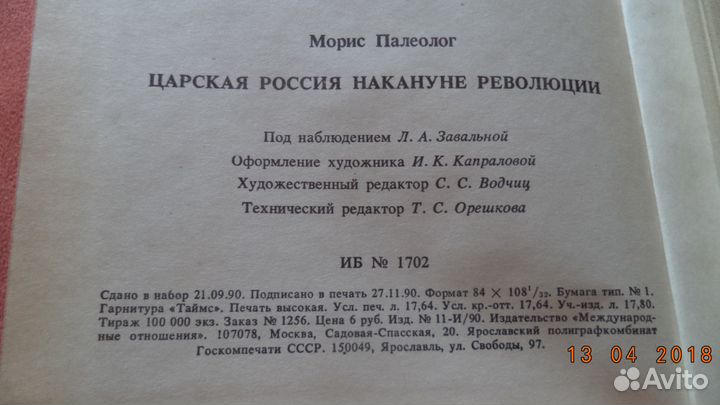 Морис Палеолог
ЦАРСКАЯ РОССИЯ НАКАНУНЕ РЕВОЛЮЦИИ
Под наблюдением Л. А. Завальной
Оформление художника И. К. Капраловой
Художественный редактор С. С. Водчиц
Технический редактор Т. С. Орешкова
ИБ № 1702
Сдано в набор 21.09.90. Подписано в печать 27.11.90. Формат 84 × 108¹/₃₂. Бумага тип. № 1.
Гарнитура «Таймс». Печать высокая. Усл. печ. л. 17,64. Усл. кр.-отт. 17,64. Уч.-изд. л. 17,80.
Тираж 100 000 экз. Заказ № 1256. Цена 6 руб. Изд. № 11-И/90. Издательство «Международ-
ные отношения». 107078, Москва, Садовая-Спасская, 20. Ярославский полиграфкомбинат
Госкомпечати СССР. 150049, Ярославль, ул. Свободы, 97.
13 04 2018
Avito